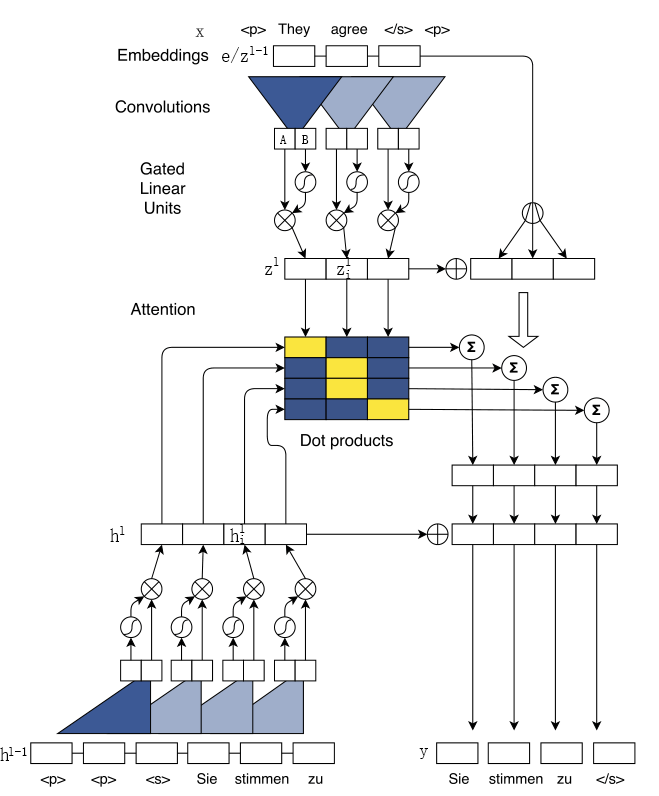 x <p> They agree </s> <p>
Embeddings e/z^l-1
Convolutions
A B
Gated
Linear
Units
z^l z^l_i
Attention
Σ
Σ
Σ
Σ
Dot products
h^l h^l_i
h^l-1 y
<p> <p> <s> Sie stimmen zu Sie stimmen zu </s>